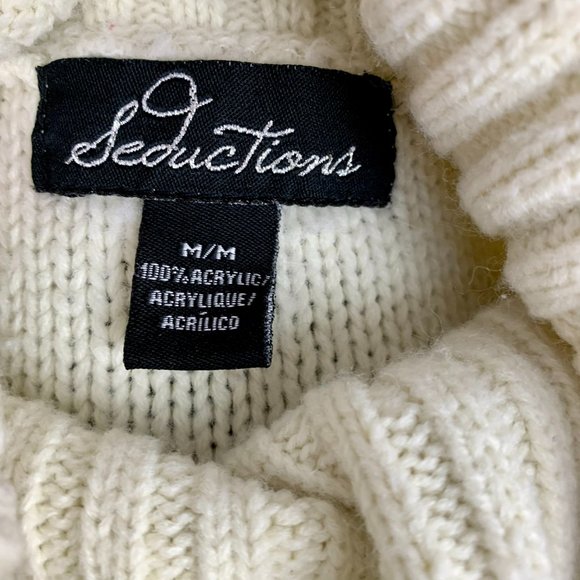 Seductions
M/M
100% ACRYLIC/
ACRYLIQUE/
ACRÍLICO